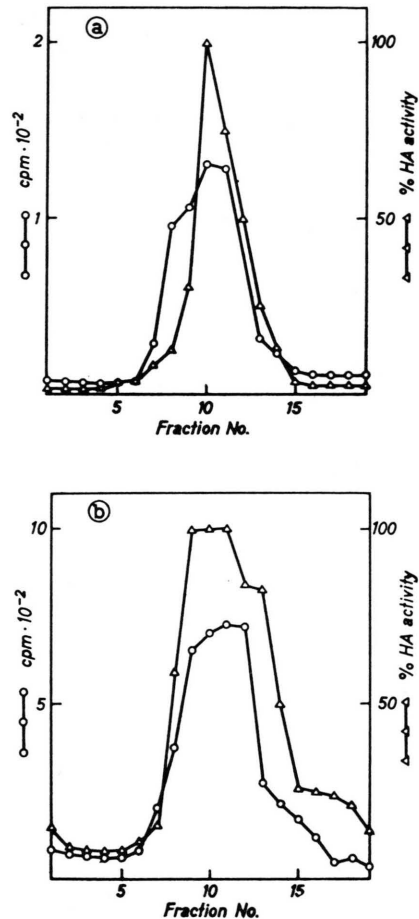 a
2
1
cpm · 10⁻²
100
50
% HA activity
5 10 15
Fraction No.
b
10
5
cpm · 10⁻²
100
50
% HA activity
5 10 15
Fraction No.